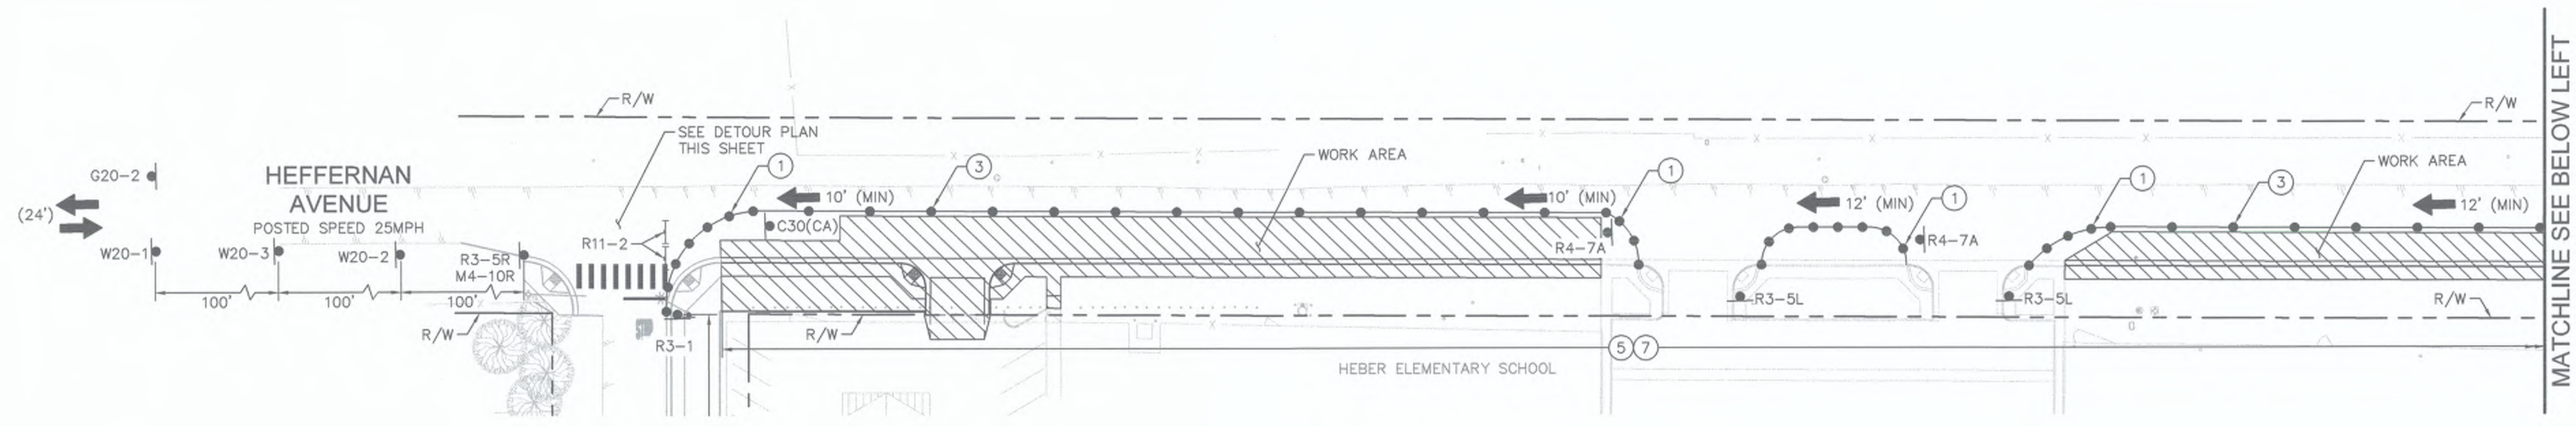 R/W
R/W
SEE DETOUR PLAN
THIS SHEET
WORK AREA
WORK AREA
1
3
1
1
1
3
G20-2
HEFFERNAN
AVENUE
POSTED SPEED 25MPH
(24')
10' (MIN)
10' (MIN)
12' (MIN)
12' (MIN)
C30(CA)
R11-2
R4-7A
R4-7A
W20-1
W20-3
W20-2
R3-5R
M4-10R
100'
100'
100'
R3-5L
R3-5L
R/W
R/W
R/W
R3-1
5 7
HEBER ELEMENTARY SCHOOL
MATCHLINE SEE BELOW LEFT